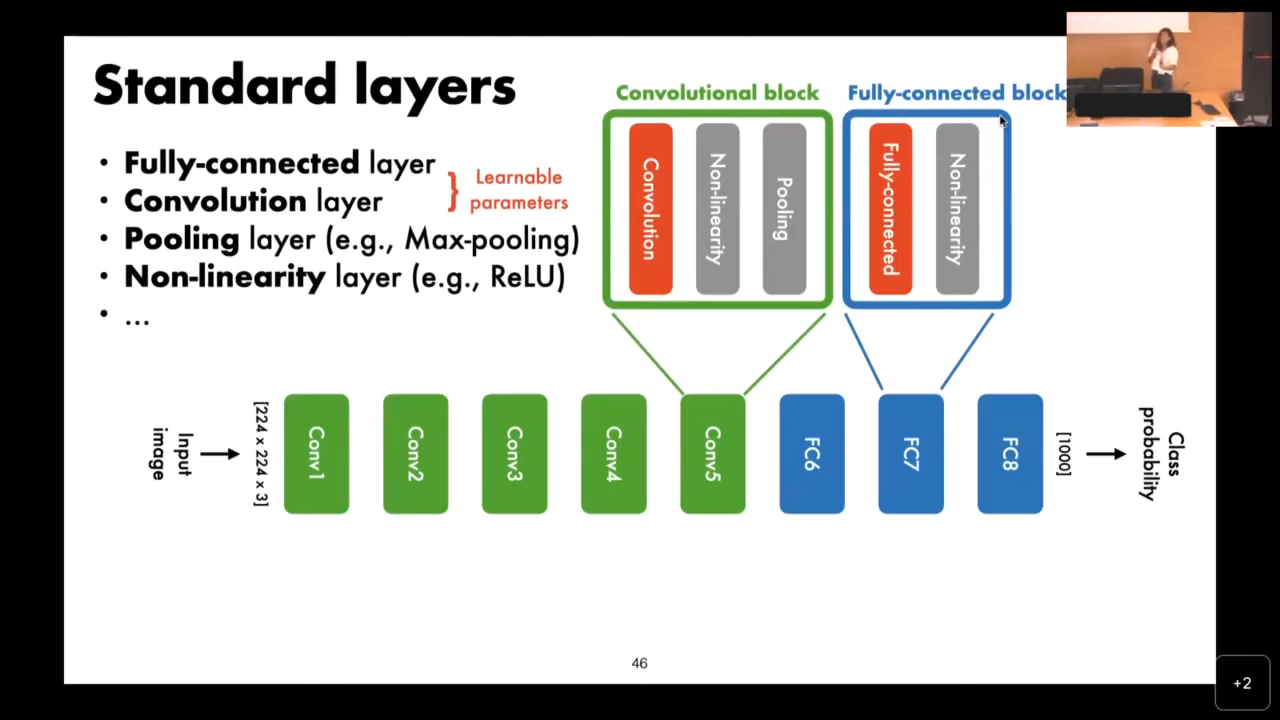 Standard layers
• Fully-connected layer
• Convolution layer
• Pooling layer (e.g., Max-pooling)
• Non-linearity layer (e.g., ReLU)
• ...
} Learnable
parameters
Convolutional block
Convolution
Non-linearity
Pooling
Fully-connected block
Fully-connected
Non-linearity
Input
image
[224 x 224 x 3]
Conv1
Conv2
Conv3
Conv4
Conv5
FC6
FC7
FC8
[1000]
Class
probability
46
+2